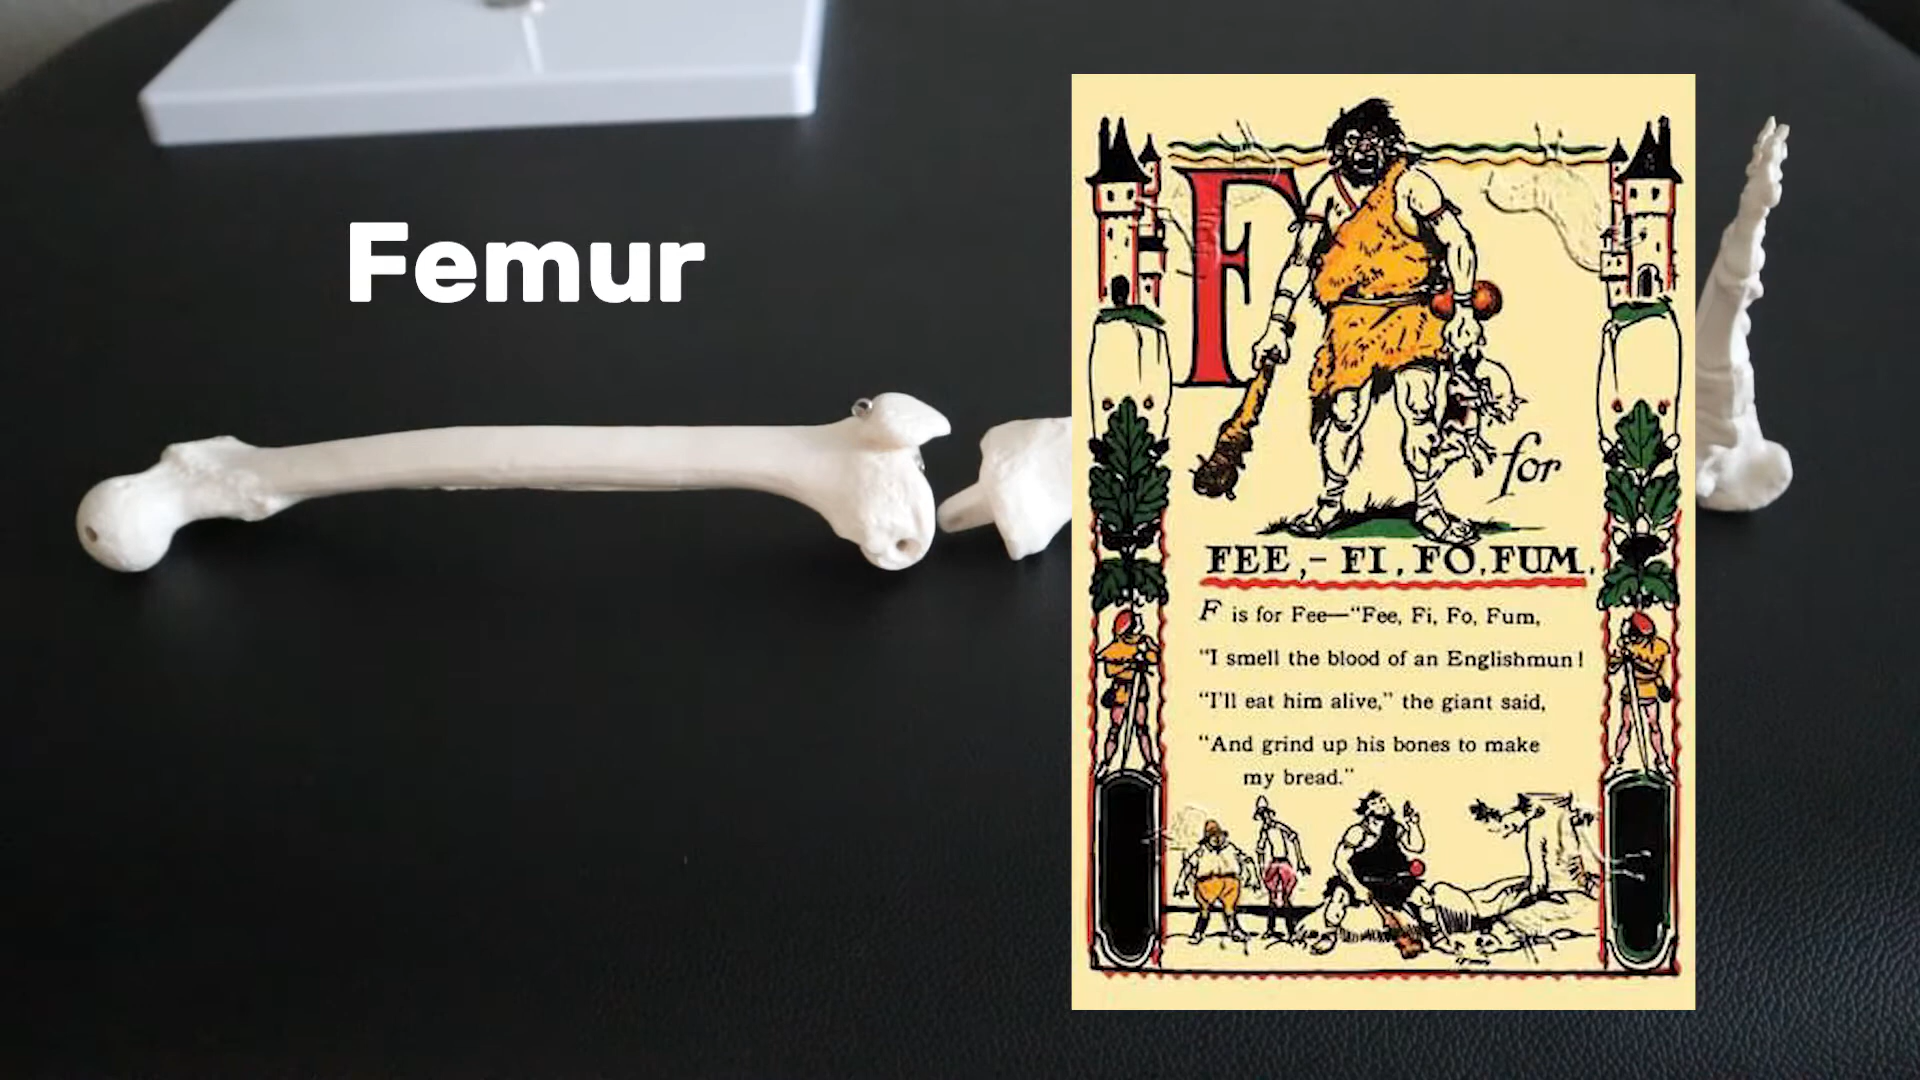 Femur
F
for
FEE,- FI, FO, FUM.
F is for Fee—"Fee, Fi, Fo, Fum,
"I smell the blood of an Englishmun!
"I'll eat him alive," the giant said,
"And grind up his bones to make
my bread."